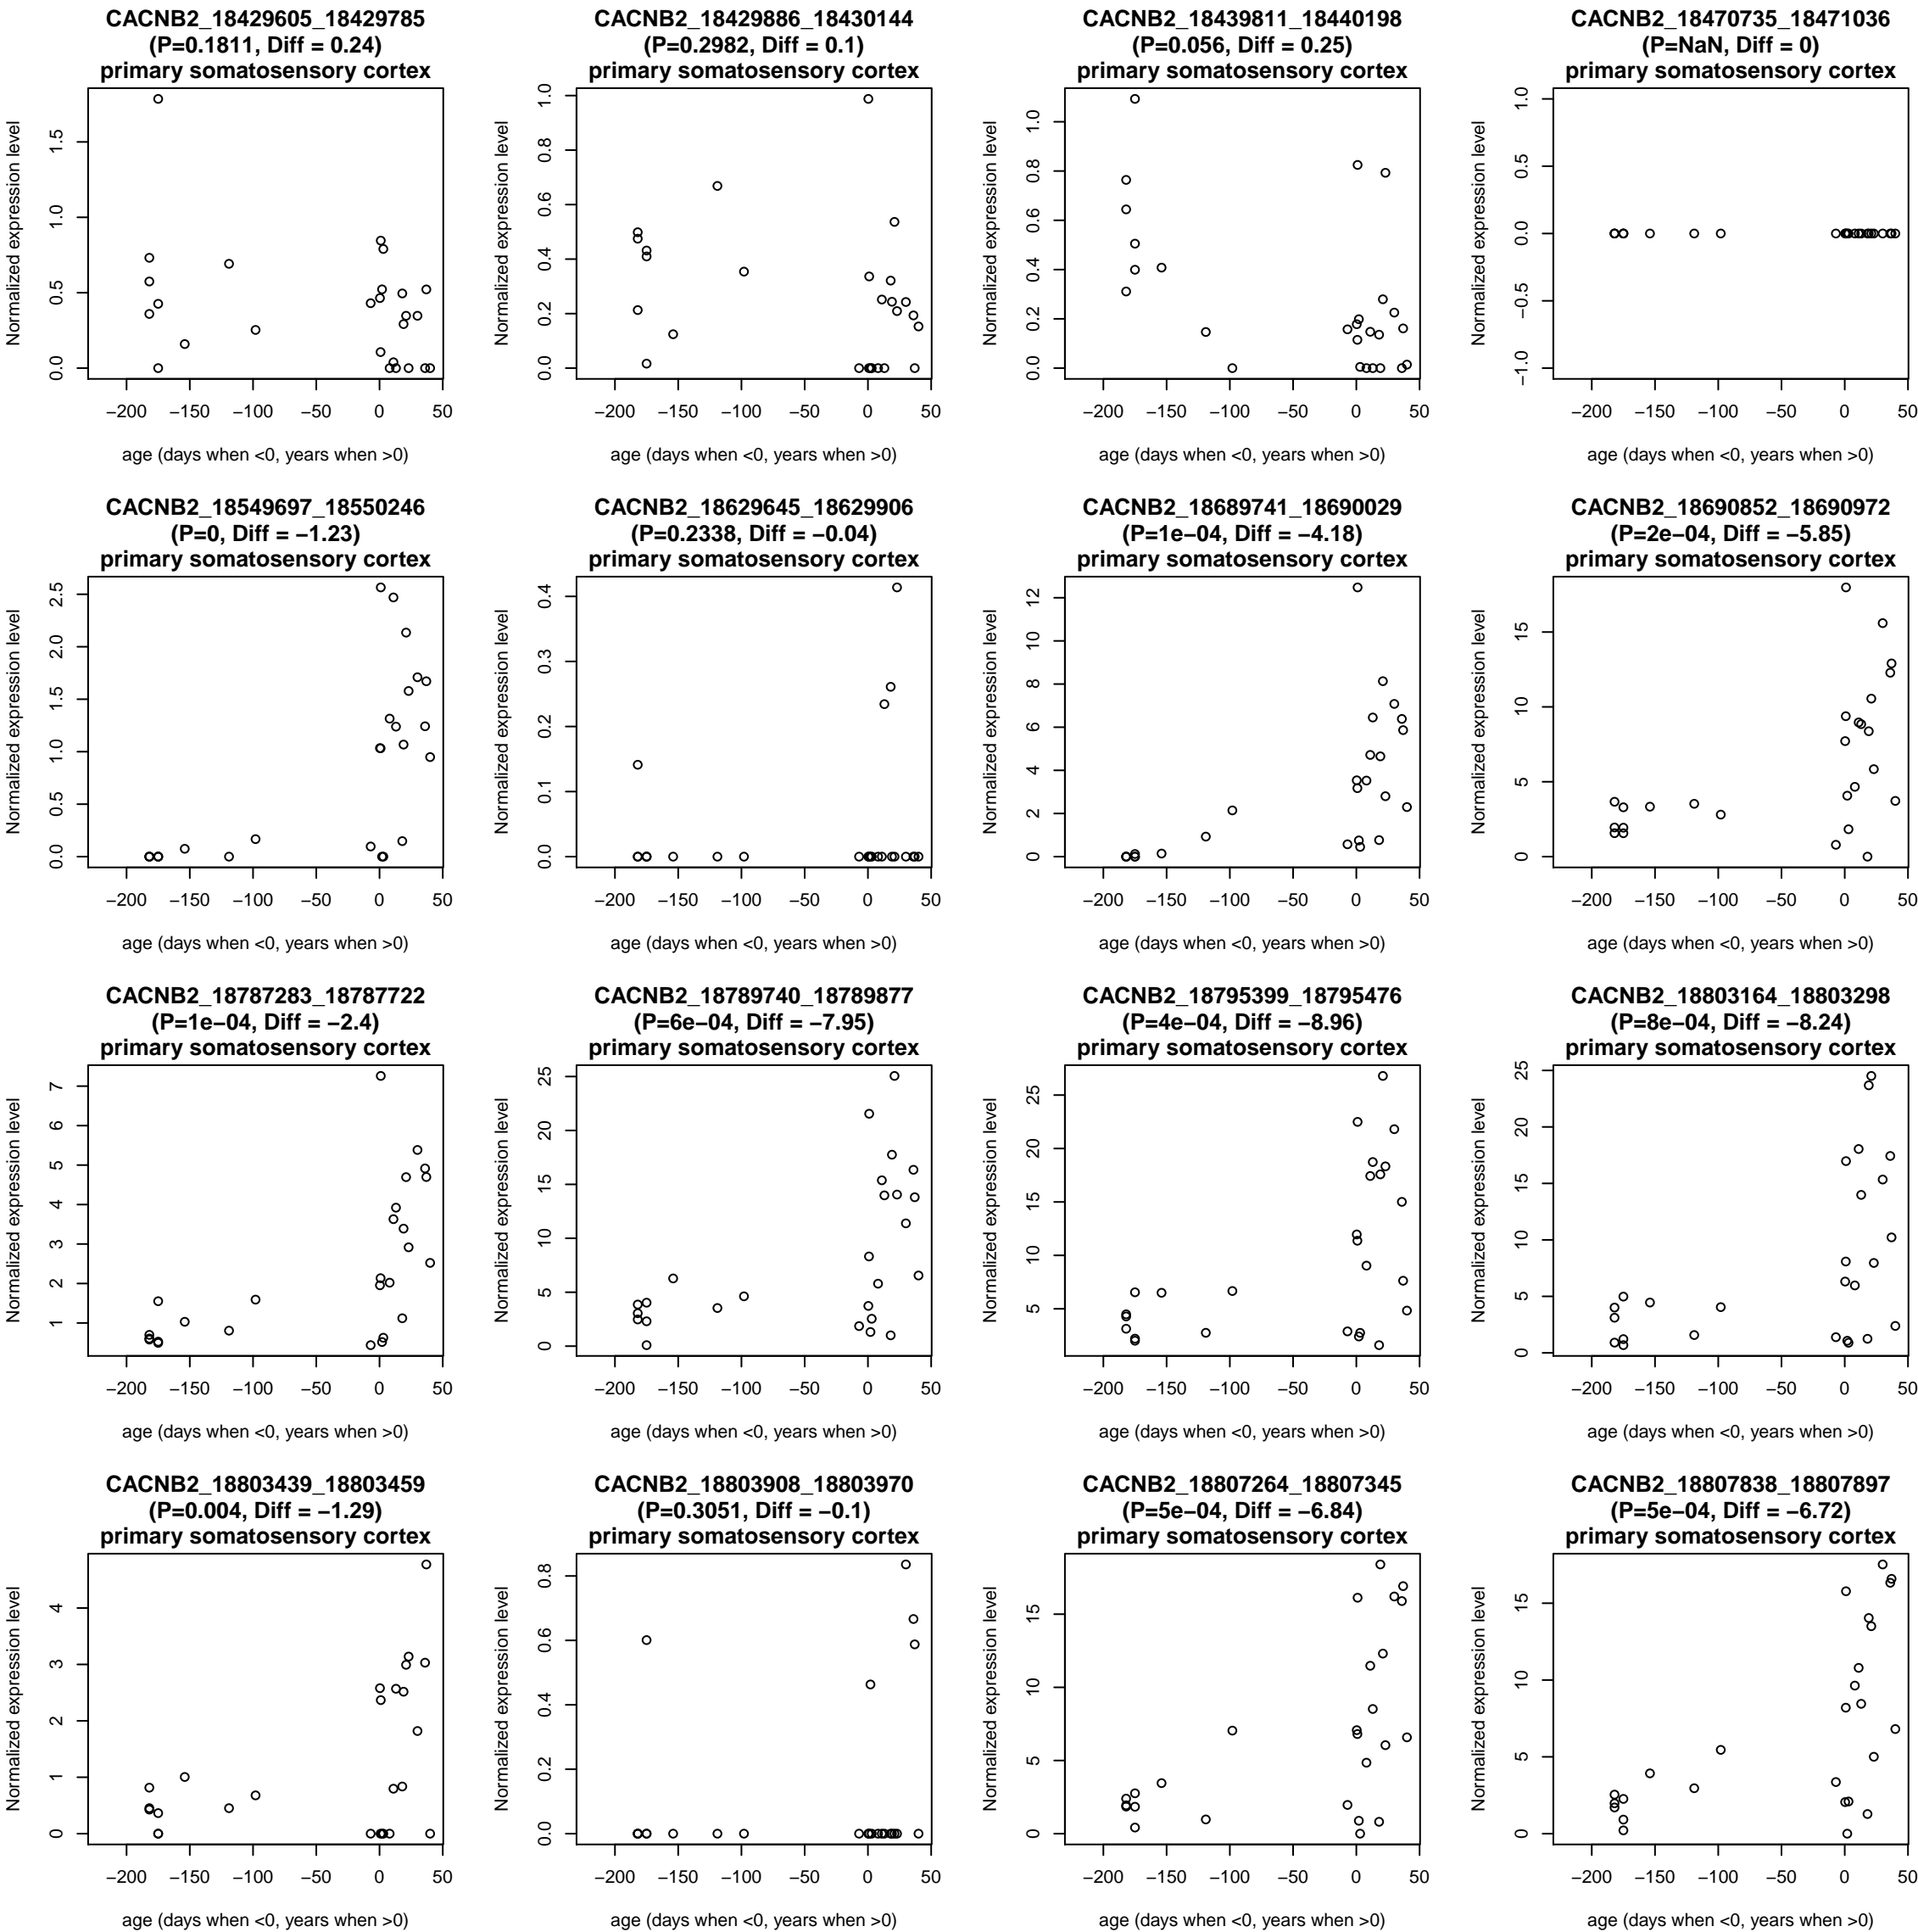 CACNB2_18429605_18429785
(P=0.1811, Diff = 0.24)
primary somatosensory cortex
Normalized expression level
0.0 0.5 1.0 1.5
−200 −150 −100 −50 0 50
age (days when <0, years when >0)
CACNB2_18429886_18430144
(P=0.2982, Diff = 0.1)
primary somatosensory cortex
Normalized expression level
0.0 0.2 0.4 0.6 0.8 1.0
−200 −150 −100 −50 0 50
age (days when <0, years when >0)
CACNB2_18439811_18440198
(P=0.056, Diff = 0.25)
primary somatosensory cortex
Normalized expression level
0.0 0.2 0.4 0.6 0.8 1.0
−200 −150 −100 −50 0 50
age (days when <0, years when >0)
CACNB2_18470735_18471036
(P=NaN, Diff = 0)
primary somatosensory cortex
Normalized expression level
−1.0 −0.5 0.0 0.5 1.0
−200 −150 −100 −50 0 50
age (days when <0, years when >0)
CACNB2_18549697_18550246
(P=0, Diff = −1.23)
primary somatosensory cortex
Normalized expression level
0.0 0.5 1.0 1.5 2.0 2.5
−200 −150 −100 −50 0 50
age (days when <0, years when >0)
CACNB2_18629645_18629906
(P=0.2338, Diff = −0.04)
primary somatosensory cortex
Normalized expression level
0.0 0.1 0.2 0.3 0.4
−200 −150 −100 −50 0 50
age (days when <0, years when >0)
CACNB2_18689741_18690029
(P=1e−04, Diff = −4.18)
primary somatosensory cortex
Normalized expression level
0 2 4 6 8 10 12
−200 −150 −100 −50 0 50
age (days when <0, years when >0)
CACNB2_18690852_18690972
(P=2e−04, Diff = −5.85)
primary somatosensory cortex
Normalized expression level
0 5 10 15
−200 −150 −100 −50 0 50
age (days when <0, years when >0)
CACNB2_18787283_18787722
(P=1e−04, Diff = −2.4)
primary somatosensory cortex
Normalized expression level
1 2 3 4 5 6 7
−200 −150 −100 −50 0 50
age (days when <0, years when >0)
CACNB2_18789740_18789877
(P=6e−04, Diff = −7.95)
primary somatosensory cortex
Normalized expression level
0 5 10 15 20 25
−200 −150 −100 −50 0 50
age (days when <0, years when >0)
CACNB2_18795399_18795476
(P=4e−04, Diff = −8.96)
primary somatosensory cortex
Normalized expression level
5 10 15 20 25
−200 −150 −100 −50 0 50
age (days when <0, years when >0)
CACNB2_18803164_18803298
(P=8e−04, Diff = −8.24)
primary somatosensory cortex
Normalized expression level
0 5 10 15 20 25
−200 −150 −100 −50 0 50
age (days when <0, years when >0)
CACNB2_18803439_18803459
(P=0.004, Diff = −1.29)
primary somatosensory cortex
Normalized expression level
0 1 2 3 4
−200 −150 −100 −50 0 50
age (days when <0, years when >0)
CACNB2_18803908_18803970
(P=0.3051, Diff = −0.1)
primary somatosensory cortex
Normalized expression level
0.0 0.2 0.4 0.6 0.8
−200 −150 −100 −50 0 50
age (days when <0, years when >0)
CACNB2_18807264_18807345
(P=5e−04, Diff = −6.84)
primary somatosensory cortex
Normalized expression level
0 5 10 15
−200 −150 −100 −50 0 50
age (days when <0, years when >0)
CACNB2_18807838_18807897
(P=5e−04, Diff = −6.72)
primary somatosensory cortex
Normalized expression level
0 5 10 15
−200 −150 −100 −50 0 50
age (days when <0, years when >0)